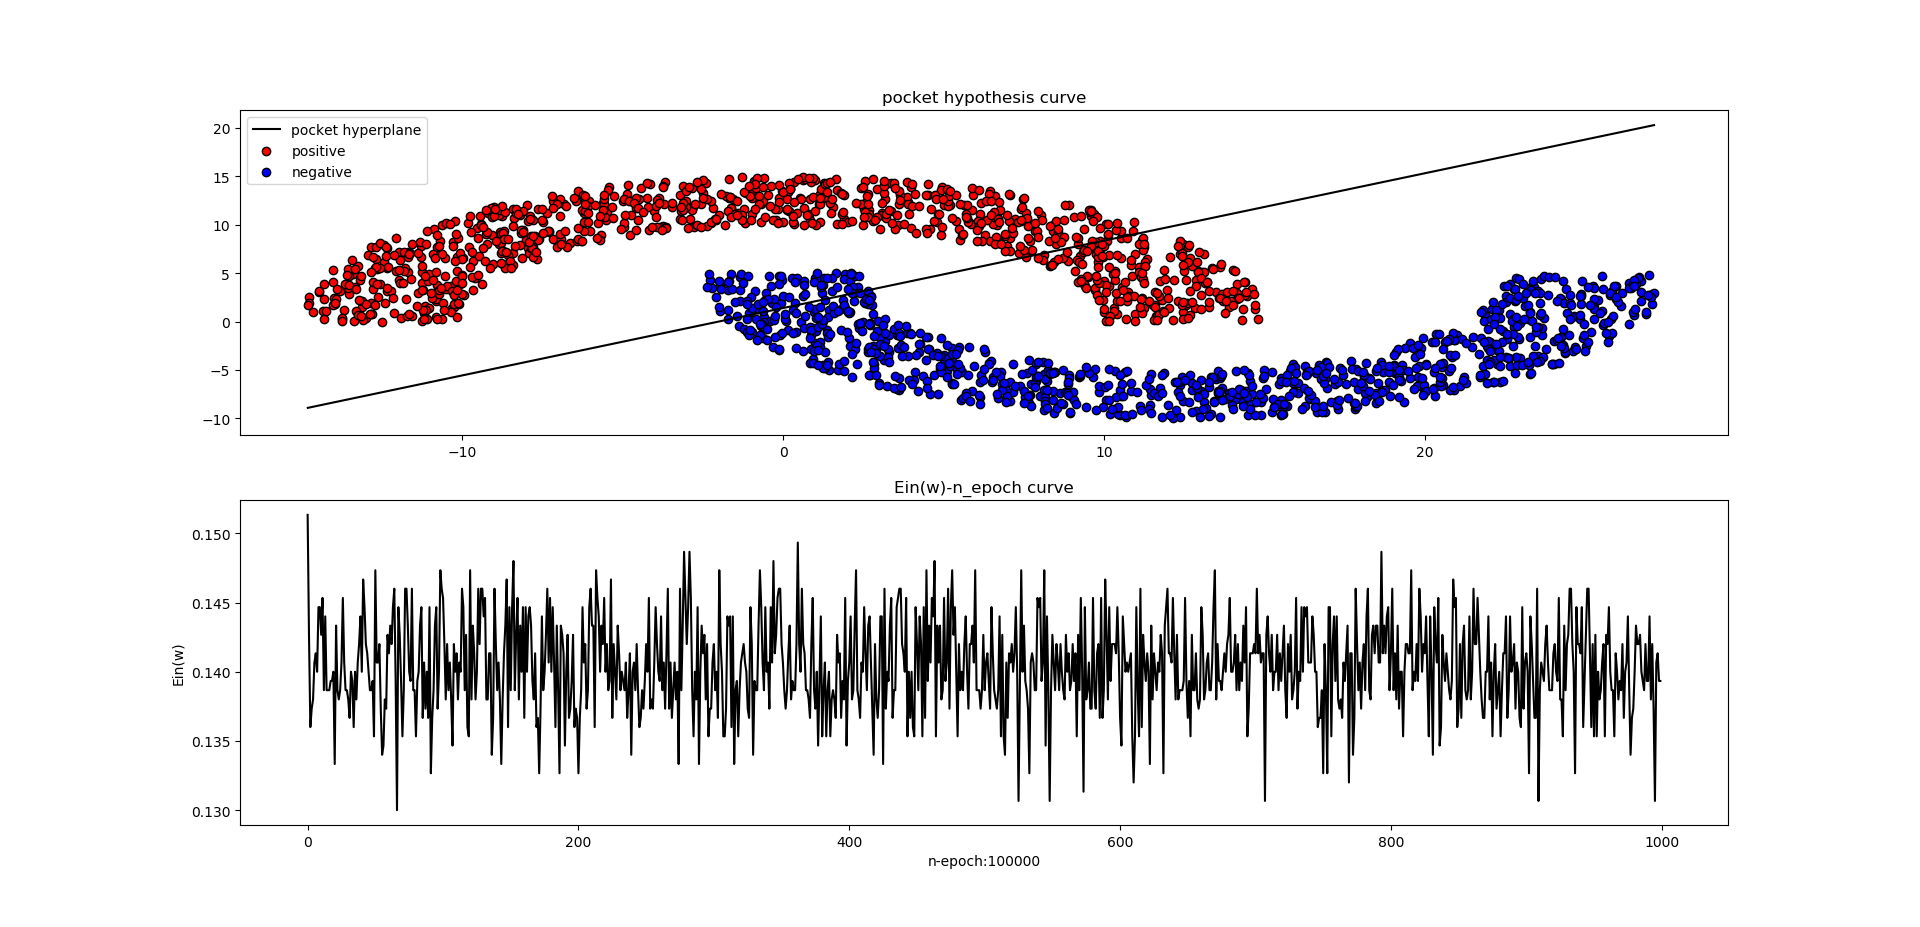 pocket hypothesis curve
pocket hyperplane
positive
negative
20
15
10
5
0
−5
−10
−10 0 10 20
Ein(w)-n_epoch curve
Ein(w)
0.150
0.145
0.140
0.135
0.130
0 200 400 600 800 1000
n-epoch:100000